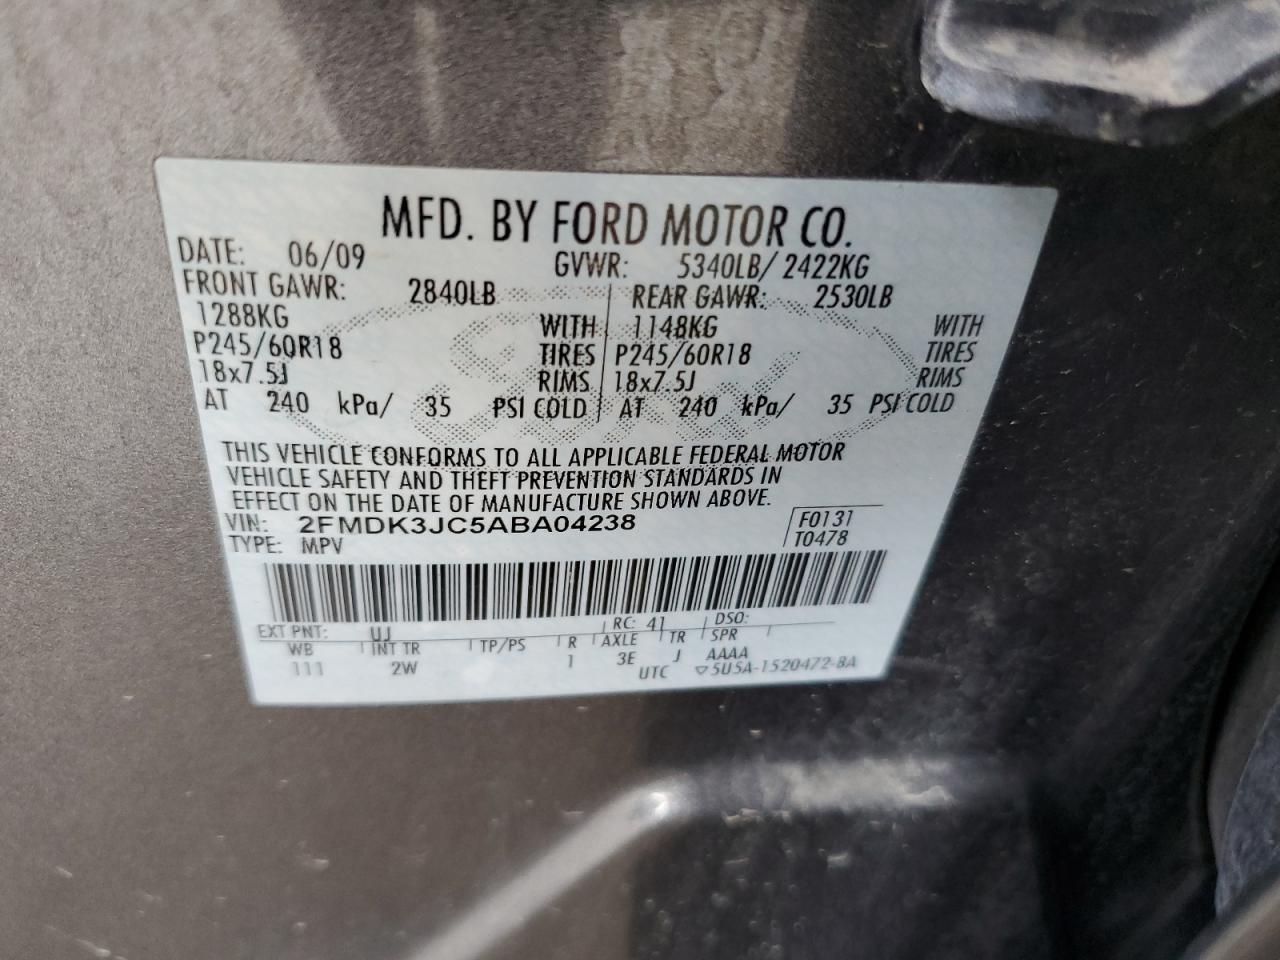 MFD. BY FORD MOTOR CO.
DATE: 06/09 GVWR: 5340LB/ 2422KG
FRONT GAWR: 2840LB REAR GAWR: 2530LB
1288KG WITH 1148KG WITH
P245/60R18 TIRES P245/60R18 TIRES
18x7.5J RIMS 18x7.5J RIMS
AT 240 kPa/ 35 PSI COLD AT 240 kPa/ 35 PSI COLD
THIS VEHICLE CONFORMS TO ALL APPLICABLE FEDERAL MOTOR
VEHICLE SAFETY AND THEFT PREVENTION STANDARDS IN
EFFECT ON THE DATE OF MANUFACTURE SHOWN ABOVE.
VIN: 2FMDK3JC5ABA04238 F0131
TYPE: MPV T0478
EXT PNT: UJ RC: 41 DSO:
WB INT TR TP/PS R AXLE TR SPR
111 2W 1 3E J AAAA
UTC ▽5U5A-1520472-BA